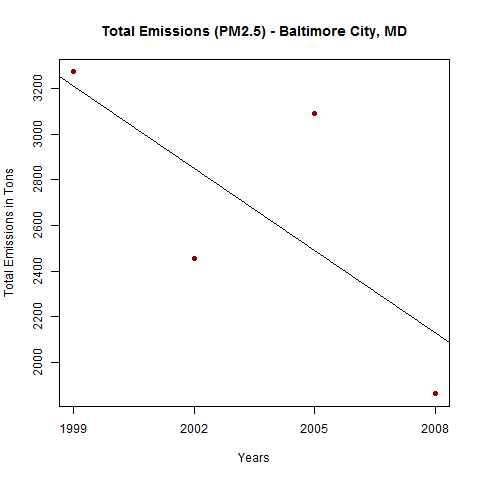 Total Emissions (PM2.5) - Baltimore City, MD
Total Emissions in Tons
3200
3000
2800
2600
2400
2200
2000
1999 2002 2005 2008
Years